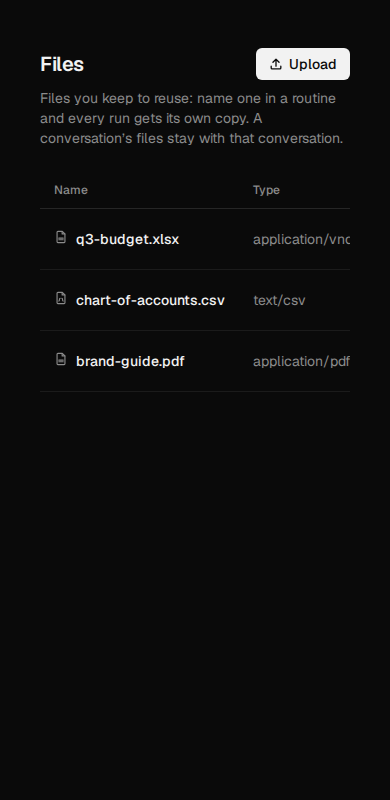 Files
Upload
Files you keep to reuse: name one in a routine
and every run gets its own copy. A
conversation's files stay with that conversation.
Name Type
q3-budget.xlsx
chart-of-accounts.csv text/csv
brand-guide.pdf application/pdf